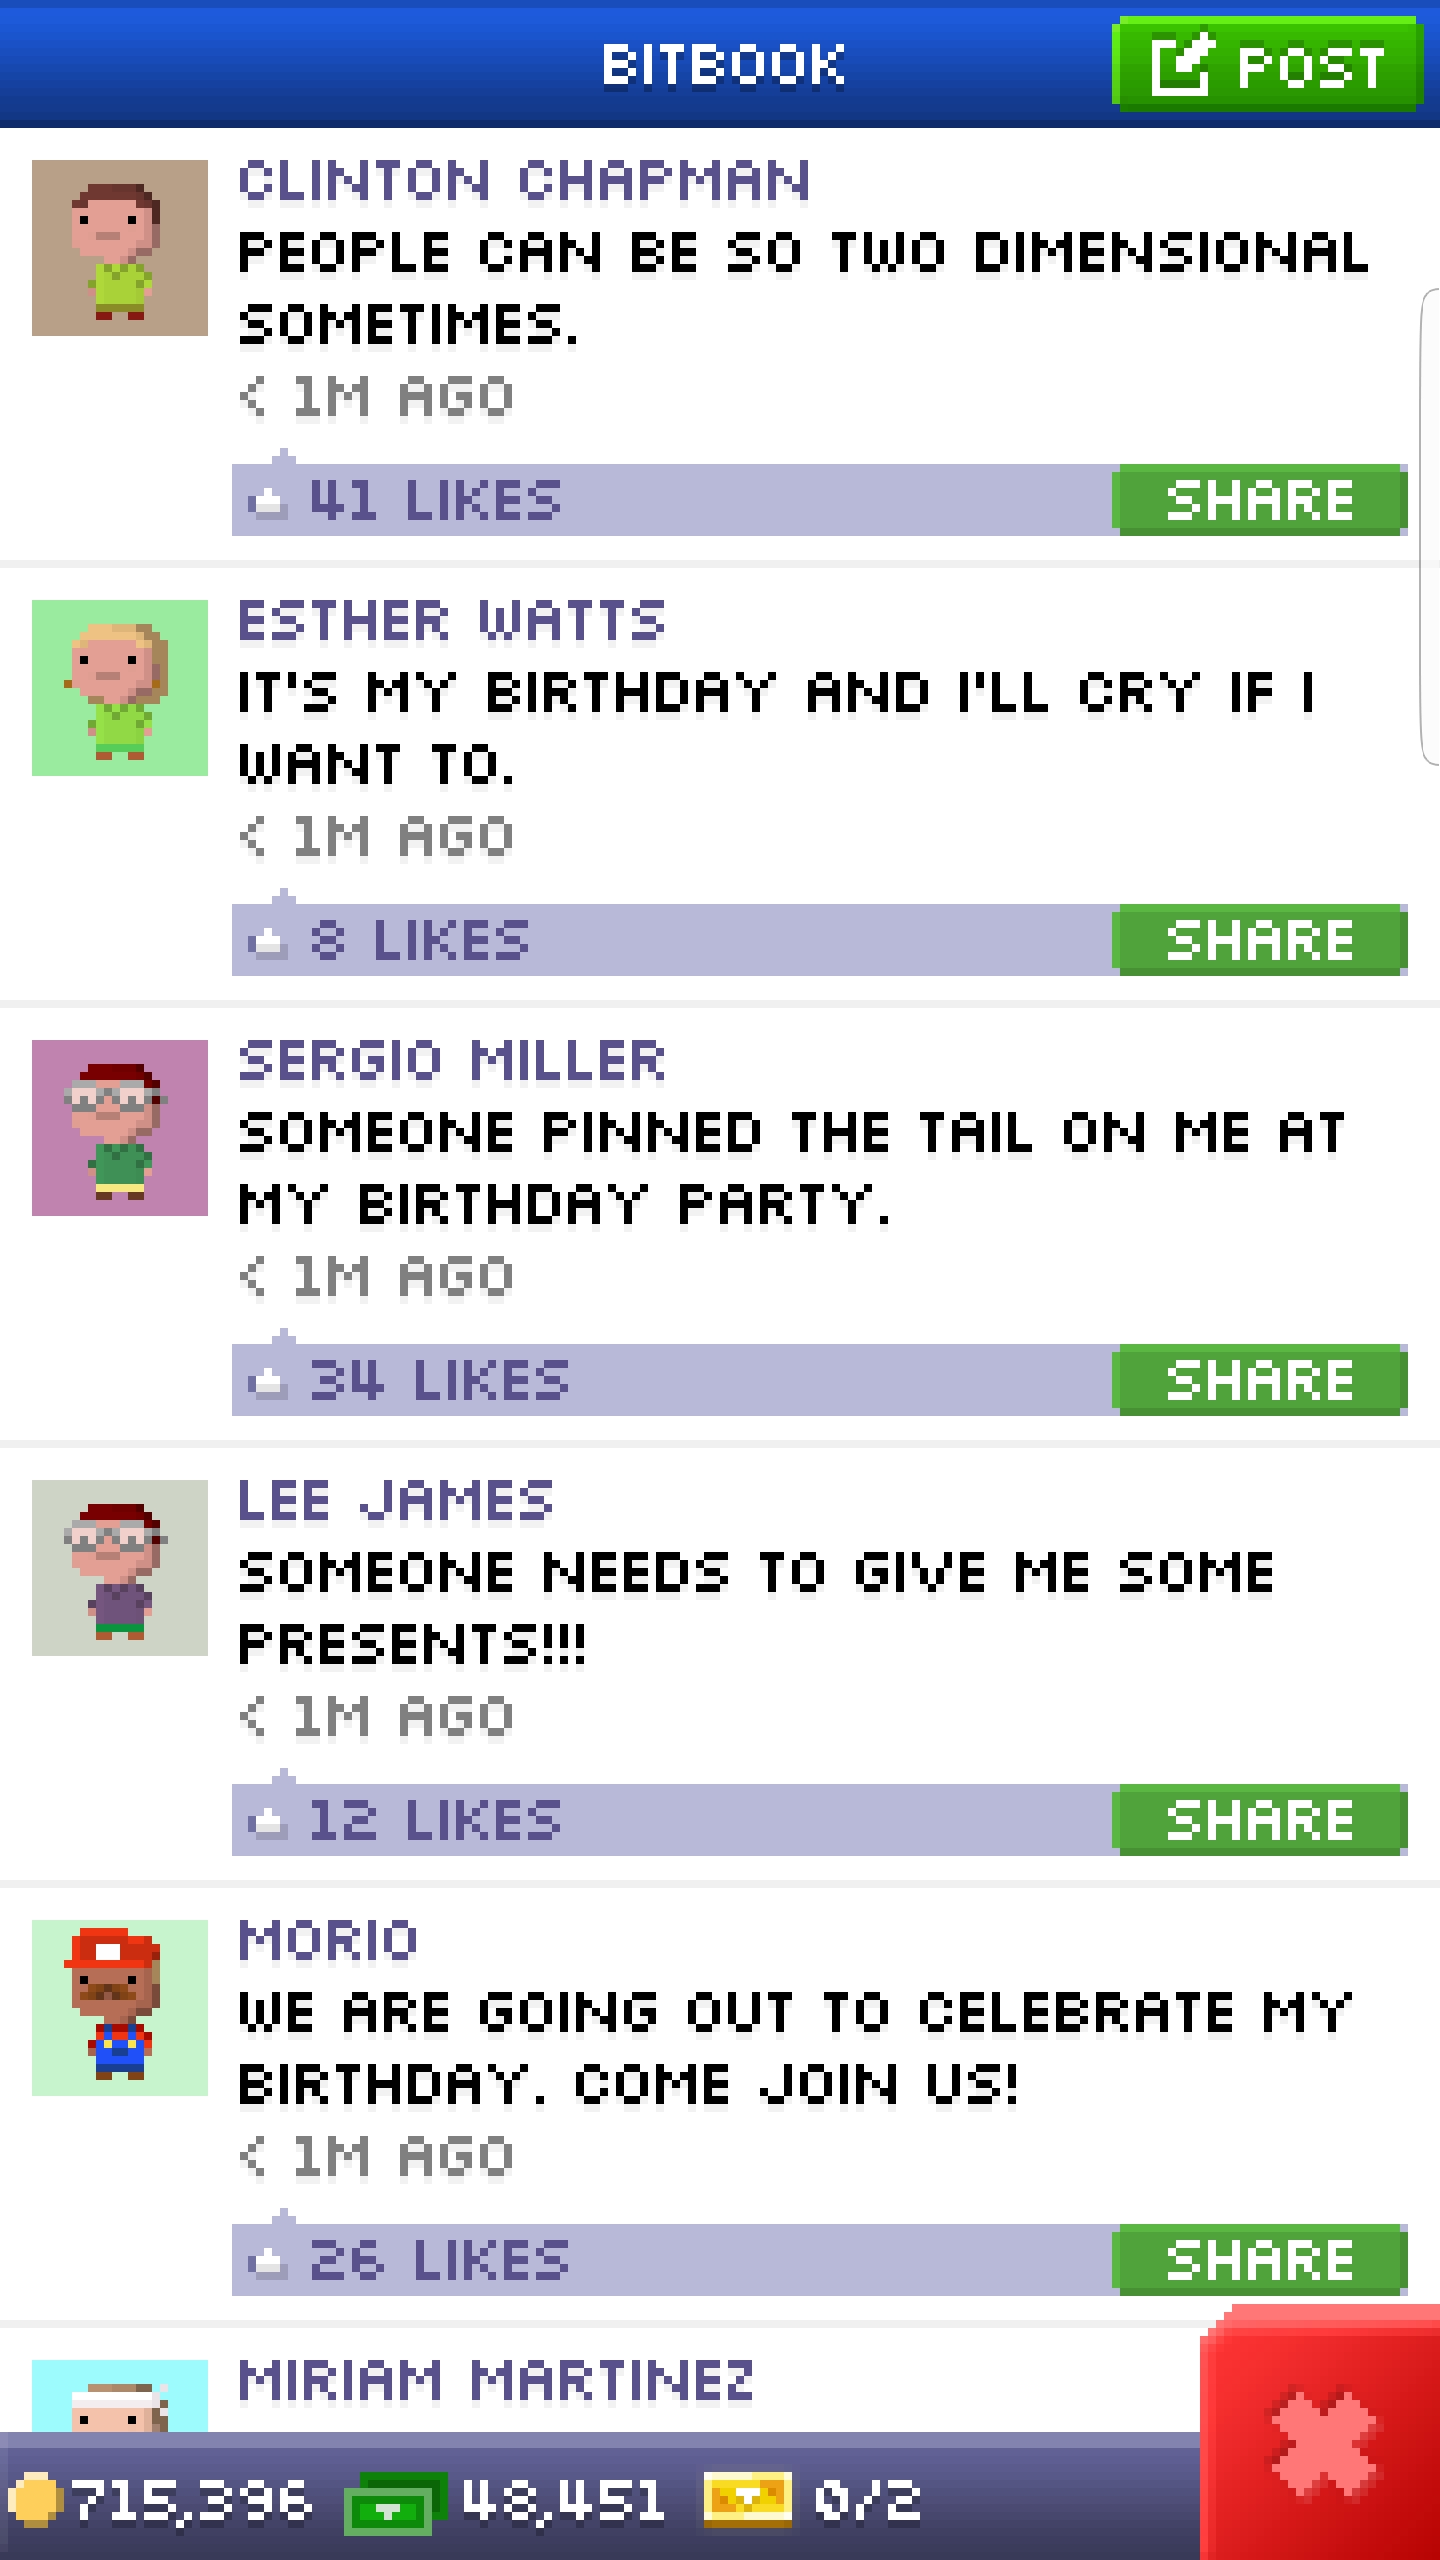 BITBOOK
POST
CLINTON CHAPMAN
PEOPLE CAN BE SO TWO DIMENSIONAL
SOMETIMES.
< 1M AGO
41 LIKES
SHARE
ESTHER WATTS
IT'S MY BIRTHDAY AND I'LL CRY IF I
WANT TO.
< 1M AGO
8 LIKES
SHARE
SERGIO MILLER
SOMEONE PINNED THE TAIL ON ME AT
MY BIRTHDAY PARTY.
< 1M AGO
34 LIKES
SHARE
LEE JAMES
SOMEONE NEEDS TO GIVE ME SOME
PRESENTS!!!
< 1M AGO
12 LIKES
SHARE
MORIO
WE ARE GOING OUT TO CELEBRATE MY
BIRTHDAY. COME JOIN US!
< 1M AGO
26 LIKES
SHARE
MIRIAM MARTINEZ
715,396
48,451
0/2